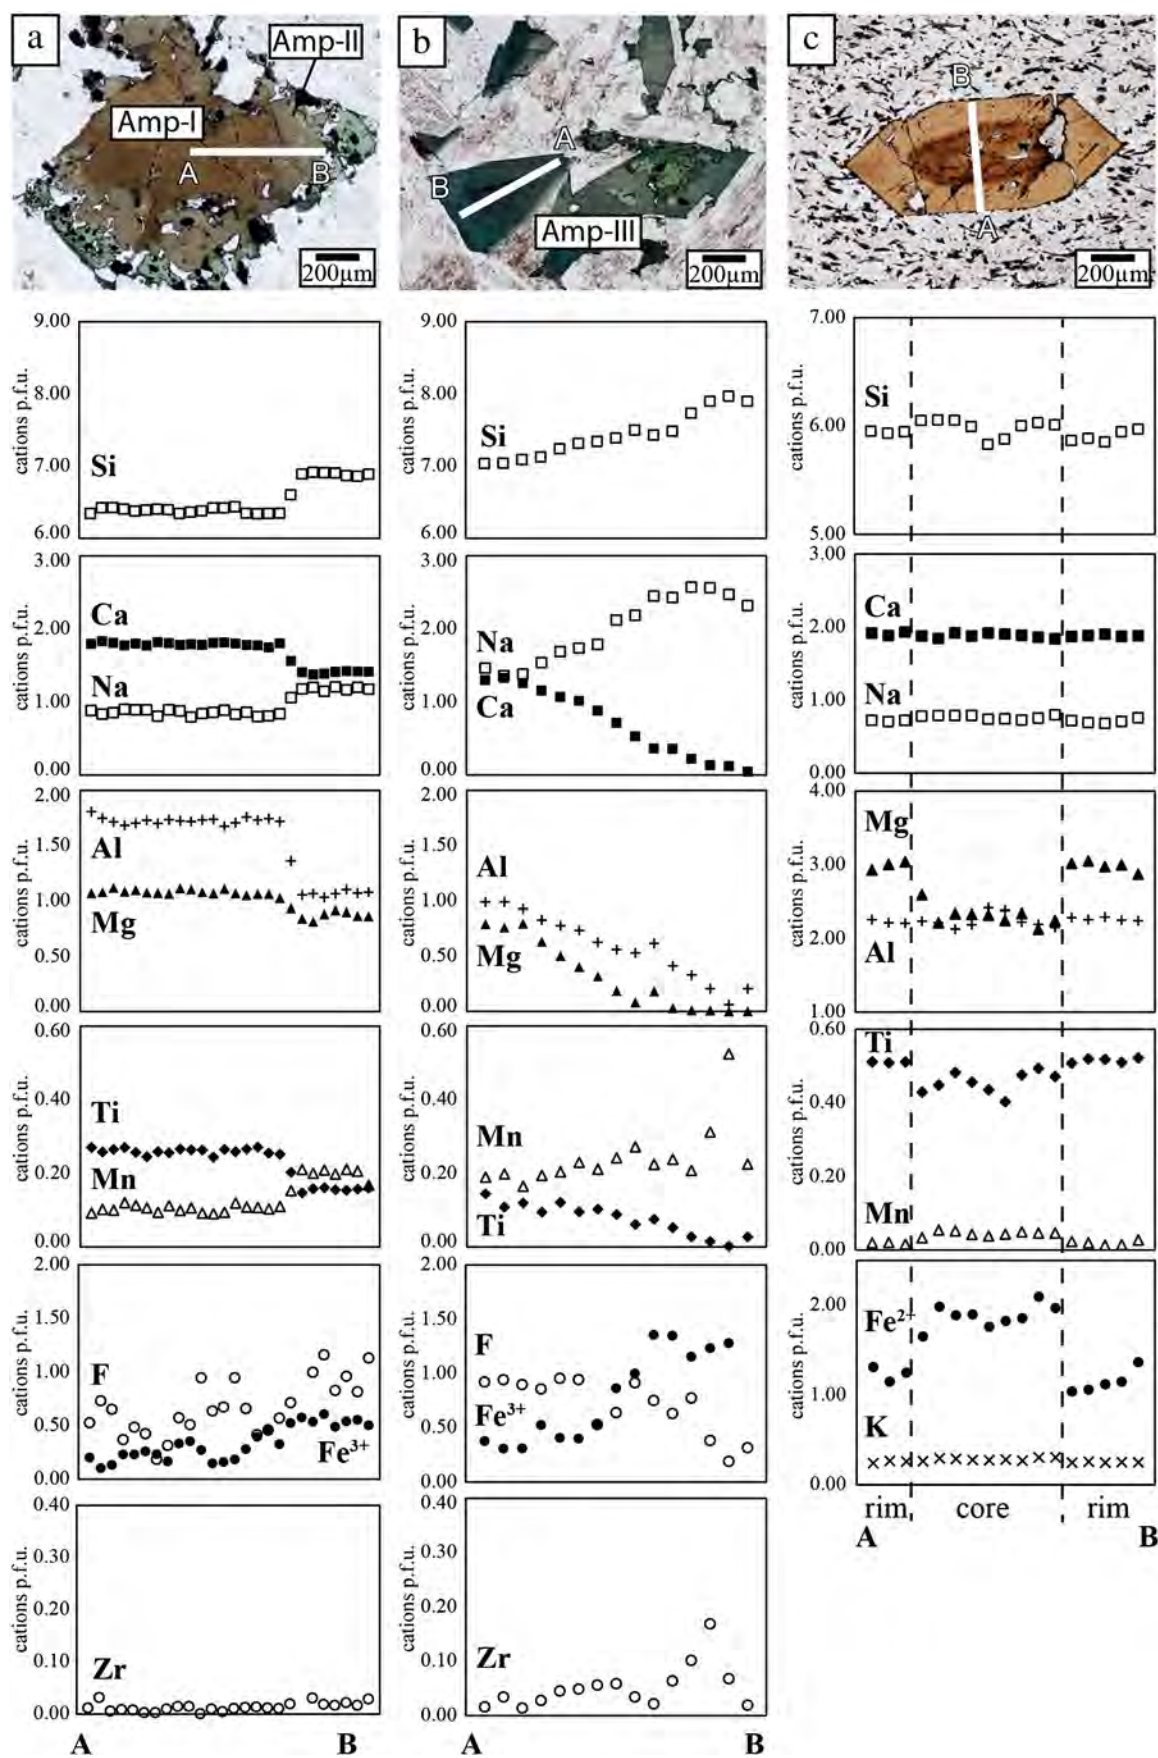 a
Amp-II
Amp-I
A
B
200µm
b
A
B
Amp-III
200µm
c
B
A
200µm
cations p.f.u.
9.00
8.00
7.00
6.00
Si
cations p.f.u.
3.00
2.00
1.00
0.00
Ca
Na
cations p.f.u.
2.00
1.50
1.00
0.50
0.00
Al
Mg
cations p.f.u.
0.60
0.40
0.20
0.00
Ti
Mn
cations p.f.u.
2.00
1.50
1.00
0.50
0.00
F
Fe³⁺
cations p.f.u.
0.40
0.30
0.20
0.10
0.00
Zr
A
B
cations p.f.u.
9.00
8.00
7.00
6.00
Si
cations p.f.u.
3.00
2.00
1.00
0.00
Na
Ca
cations p.f.u.
2.00
1.50
1.00
0.50
0.00
Al
Mg
cations p.f.u.
0.60
0.40
0.20
0.00
Mn
Ti
cations p.f.u.
2.00
1.50
1.00
0.50
0.00
F
Fe³⁺
cations p.f.u.
0.40
0.30
0.20
0.10
0.00
Zr
A
B
cations p.f.u.
7.00
6.00
5.00
Si
cations p.f.u.
3.00
2.00
1.00
0.00
Ca
Na
cations p.f.u.
4.00
3.00
2.00
1.00
Mg
Al
cations p.f.u.
0.60
0.40
0.20
0.00
Ti
Mn
cations p.f.u.
2.00
1.00
0.00
Fe²⁺
K
rim
core
rim
A
B